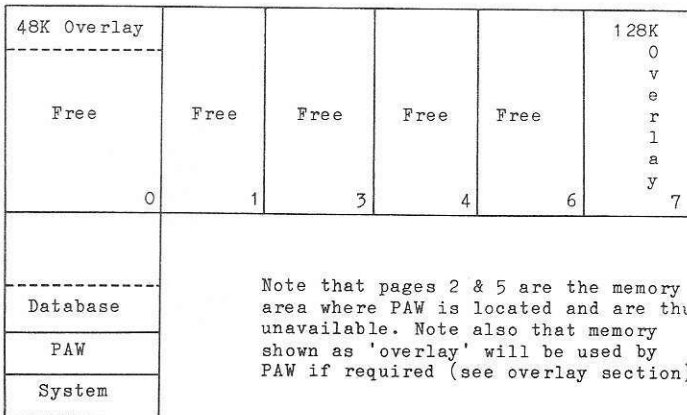 48K Overlay
128K
Overlay
Free
Free
Free
Free
Free
0
1
3
4
6
7
Database
PAW
System
Note that pages 2 & 5 are the memory
area where PAW is located and are thu
unavailable. Note also that memory
shown as 'overlay' will be used by
PAW if required (see overlay section)